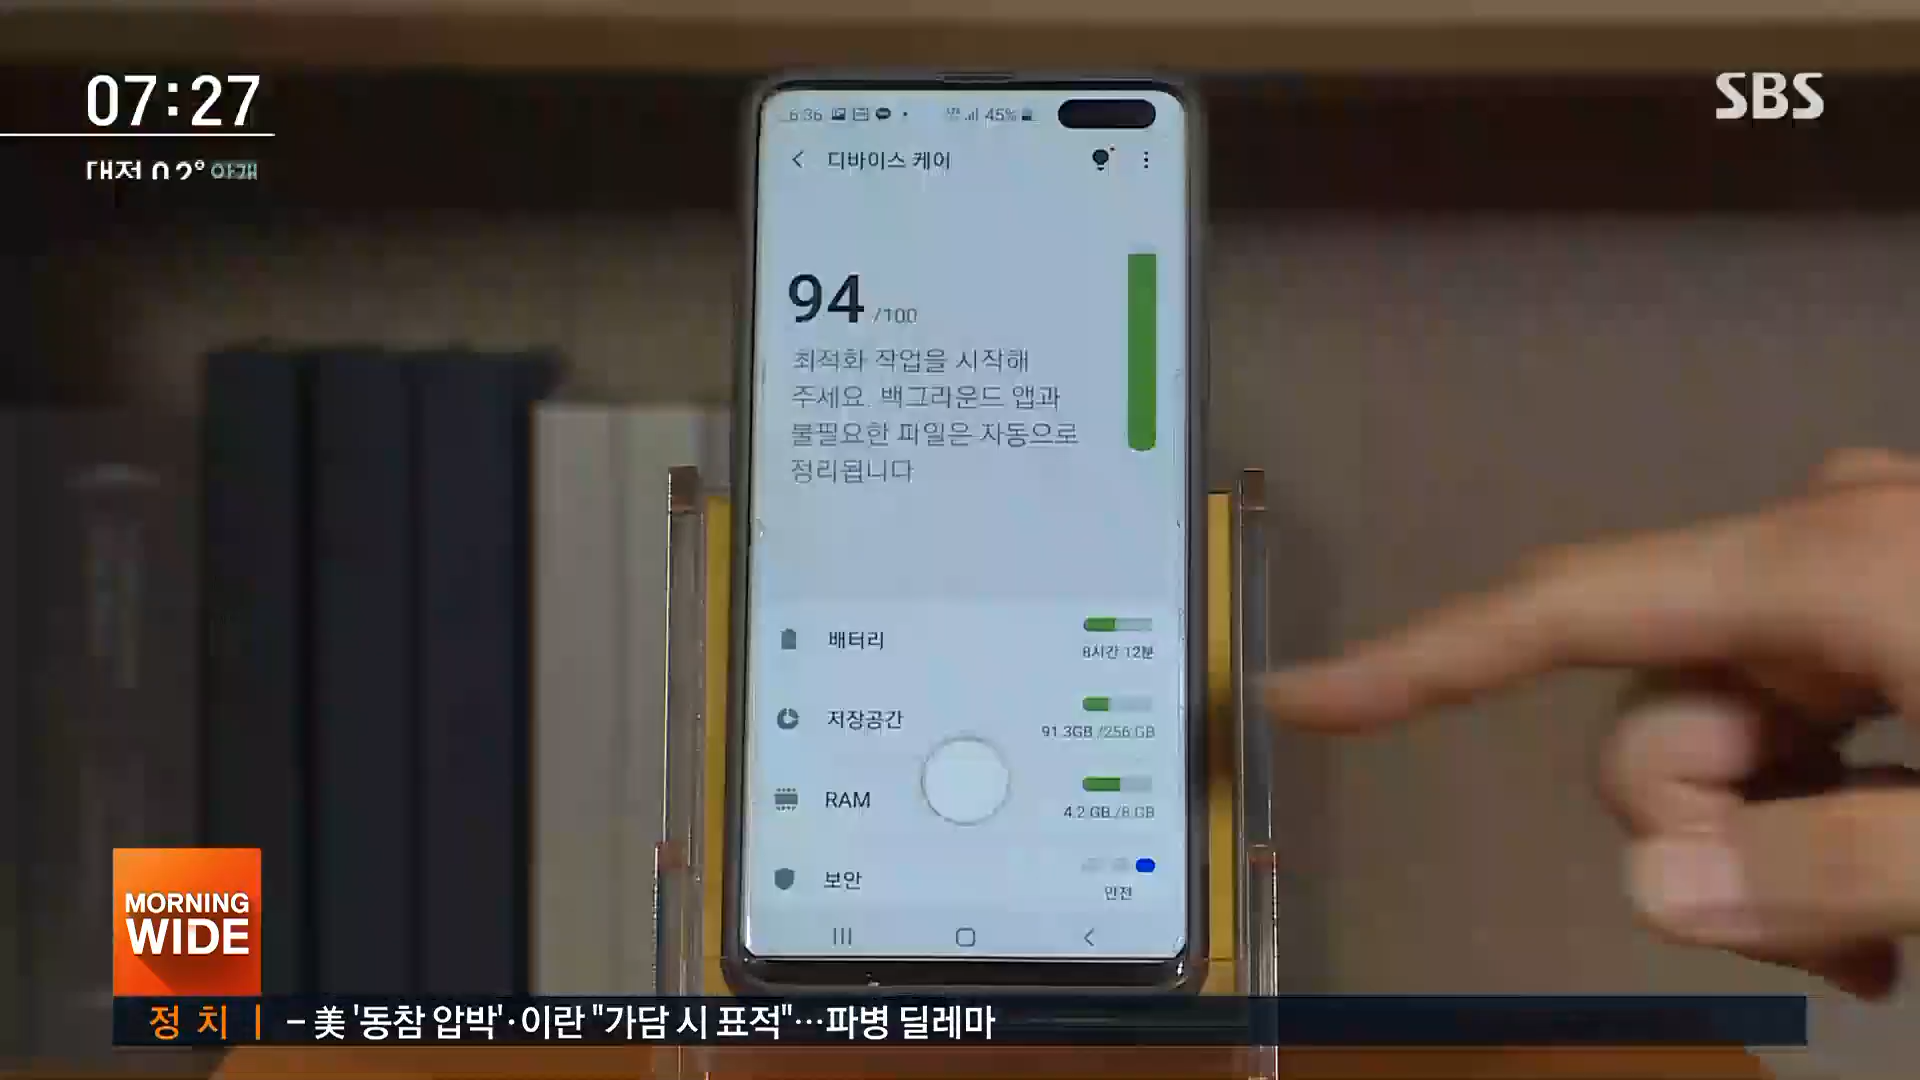 07:27
SBS
6:36
45%
디바이스 케어
94 /100
최적화 작업을 시작해
주세요. 백그라운드 앱과
불필요한 파일은 자동으로
정리됩니다
배터리
8시간 12분
저장공간
91.3GB /256 GB
RAM
4.2 GB /8 GB
보안
안전
MORNING
WIDE
정치 | – 美 '동참 압박'·이란 "가담 시 표적"…파병 딜레마